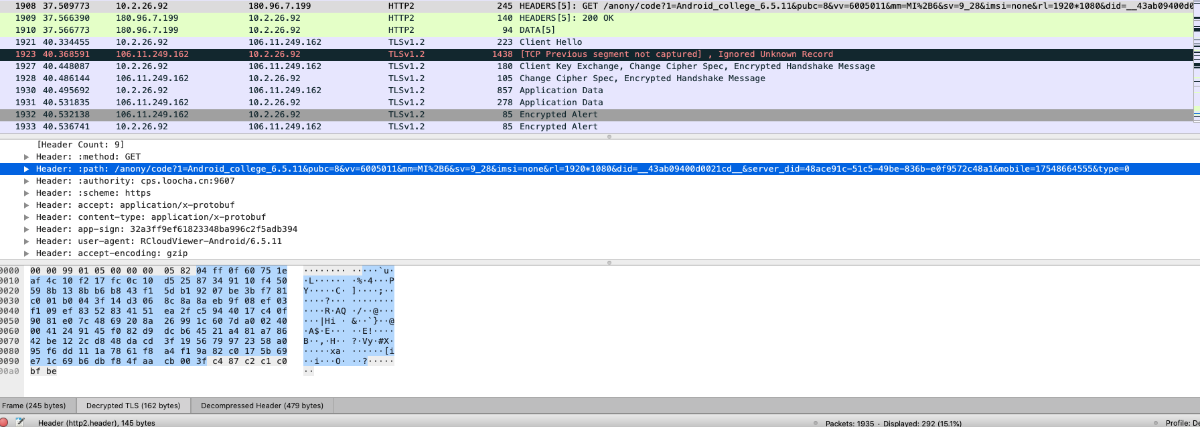 1908 37.509773 10.2.26.92 180.96.7.199 HTTP2 245 HEADERS[5]: GET /anony/code?1=Android_college_6.5.11&pubc=8&vv=6005011&mm=MI%2B6&sv=9_28&imsi=none&rl=1920*1080&did=__43ab09400d0
1909 37.566390 180.96.7.199 10.2.26.92 HTTP2 140 HEADERS[5]: 200 OK
1910 37.566773 180.96.7.199 10.2.26.92 HTTP2 94 DATA[5]
1921 40.334455 10.2.26.92 106.11.249.162 TLSv1.2 223 Client Hello
1923 40.368591 106.11.249.162 10.2.26.92 TLSv1.2 1438 [TCP Previous segment not captured] , Ignored Unknown Record
1927 40.448087 10.2.26.92 106.11.249.162 TLSv1.2 180 Client Key Exchange, Change Cipher Spec, Encrypted Handshake Message
1928 40.486144 106.11.249.162 10.2.26.92 TLSv1.2 105 Change Cipher Spec, Encrypted Handshake Message
1930 40.495692 10.2.26.92 106.11.249.162 TLSv1.2 857 Application Data
1931 40.531835 106.11.249.162 10.2.26.92 TLSv1.2 278 Application Data
1932 40.532138 106.11.249.162 10.2.26.92 TLSv1.2 85 Encrypted Alert
1933 40.536741 10.2.26.92 106.11.249.162 TLSv1.2 85 Encrypted Alert
[Header Count: 9]
Header: :method: GET
Header: :path: /anony/code?1=Android_college_6.5.11&pubc=8&vv=6005011&mm=MI%2B6&sv=9_28&imsi=none&rl=1920*1080&did=__43ab09400d0021cd__&server_did=48ace91c-51c5-49be-836b-e0f9572c48a1&mobile=17548664555&type=0
Header: :authority: cps.loocha.cn:9607
Header: :scheme: https
Header: accept: application/x-protobuf
Header: content-type: application/x-protobuf
Header: app-sign: 32a3ff9ef61823348ba996c2f5adb394
Header: user-agent: RCloudViewer-Android/6.5.11
Header: accept-encoding: gzip
0000 00 00 99 01 05 00 00 00 05 82 04 ff 0f 60 75 1e ············ ·`u·
0010 af 4c 10 f2 17 fc 0c 10 d5 25 87 34 91 10 f4 50 ·L······ ·%·4···P
0020 59 8b 13 8b b6 b8 43 f1 5d b1 92 07 be 3b f7 81 Y·····C· ]····;··
0030 c0 01 b0 04 3f 14 d3 06 8c 8a 8a eb 9f 08 ef 03 ····?··· ········
0040 f1 09 ef 83 52 83 41 51 ea 2f c5 94 40 17 c4 0f ····R·AQ ·/··@···
0050 90 81 e0 7c 48 69 20 8a 26 99 1c 60 7d a0 02 40 ···|Hi · &··`}··@
0060 00 41 24 91 45 f0 82 d9 dc b6 45 21 a4 81 a7 86 ·A$·E··· ··E!····
0070 42 be 12 2c d8 48 da cd 3f 19 56 79 97 23 58 a0 B··,·H·· ?·Vy·#X·
0080 95 f6 dd 11 1a 78 61 f8 a4 f1 9a 82 c0 17 5b 69 ·····xa· ······[i
0090 e7 1c 69 b6 db f8 4f aa cb 00 3f c4 87 c2 c1 c0 ··i···O· ··?·····
00a0 bf be ··
Frame (245 bytes) Decrypted TLS (162 bytes) Decompressed Header (479 bytes)
Header (http2.header), 145 bytes Packets: 1935 · Displayed: 292 (15.1%) Profile: De